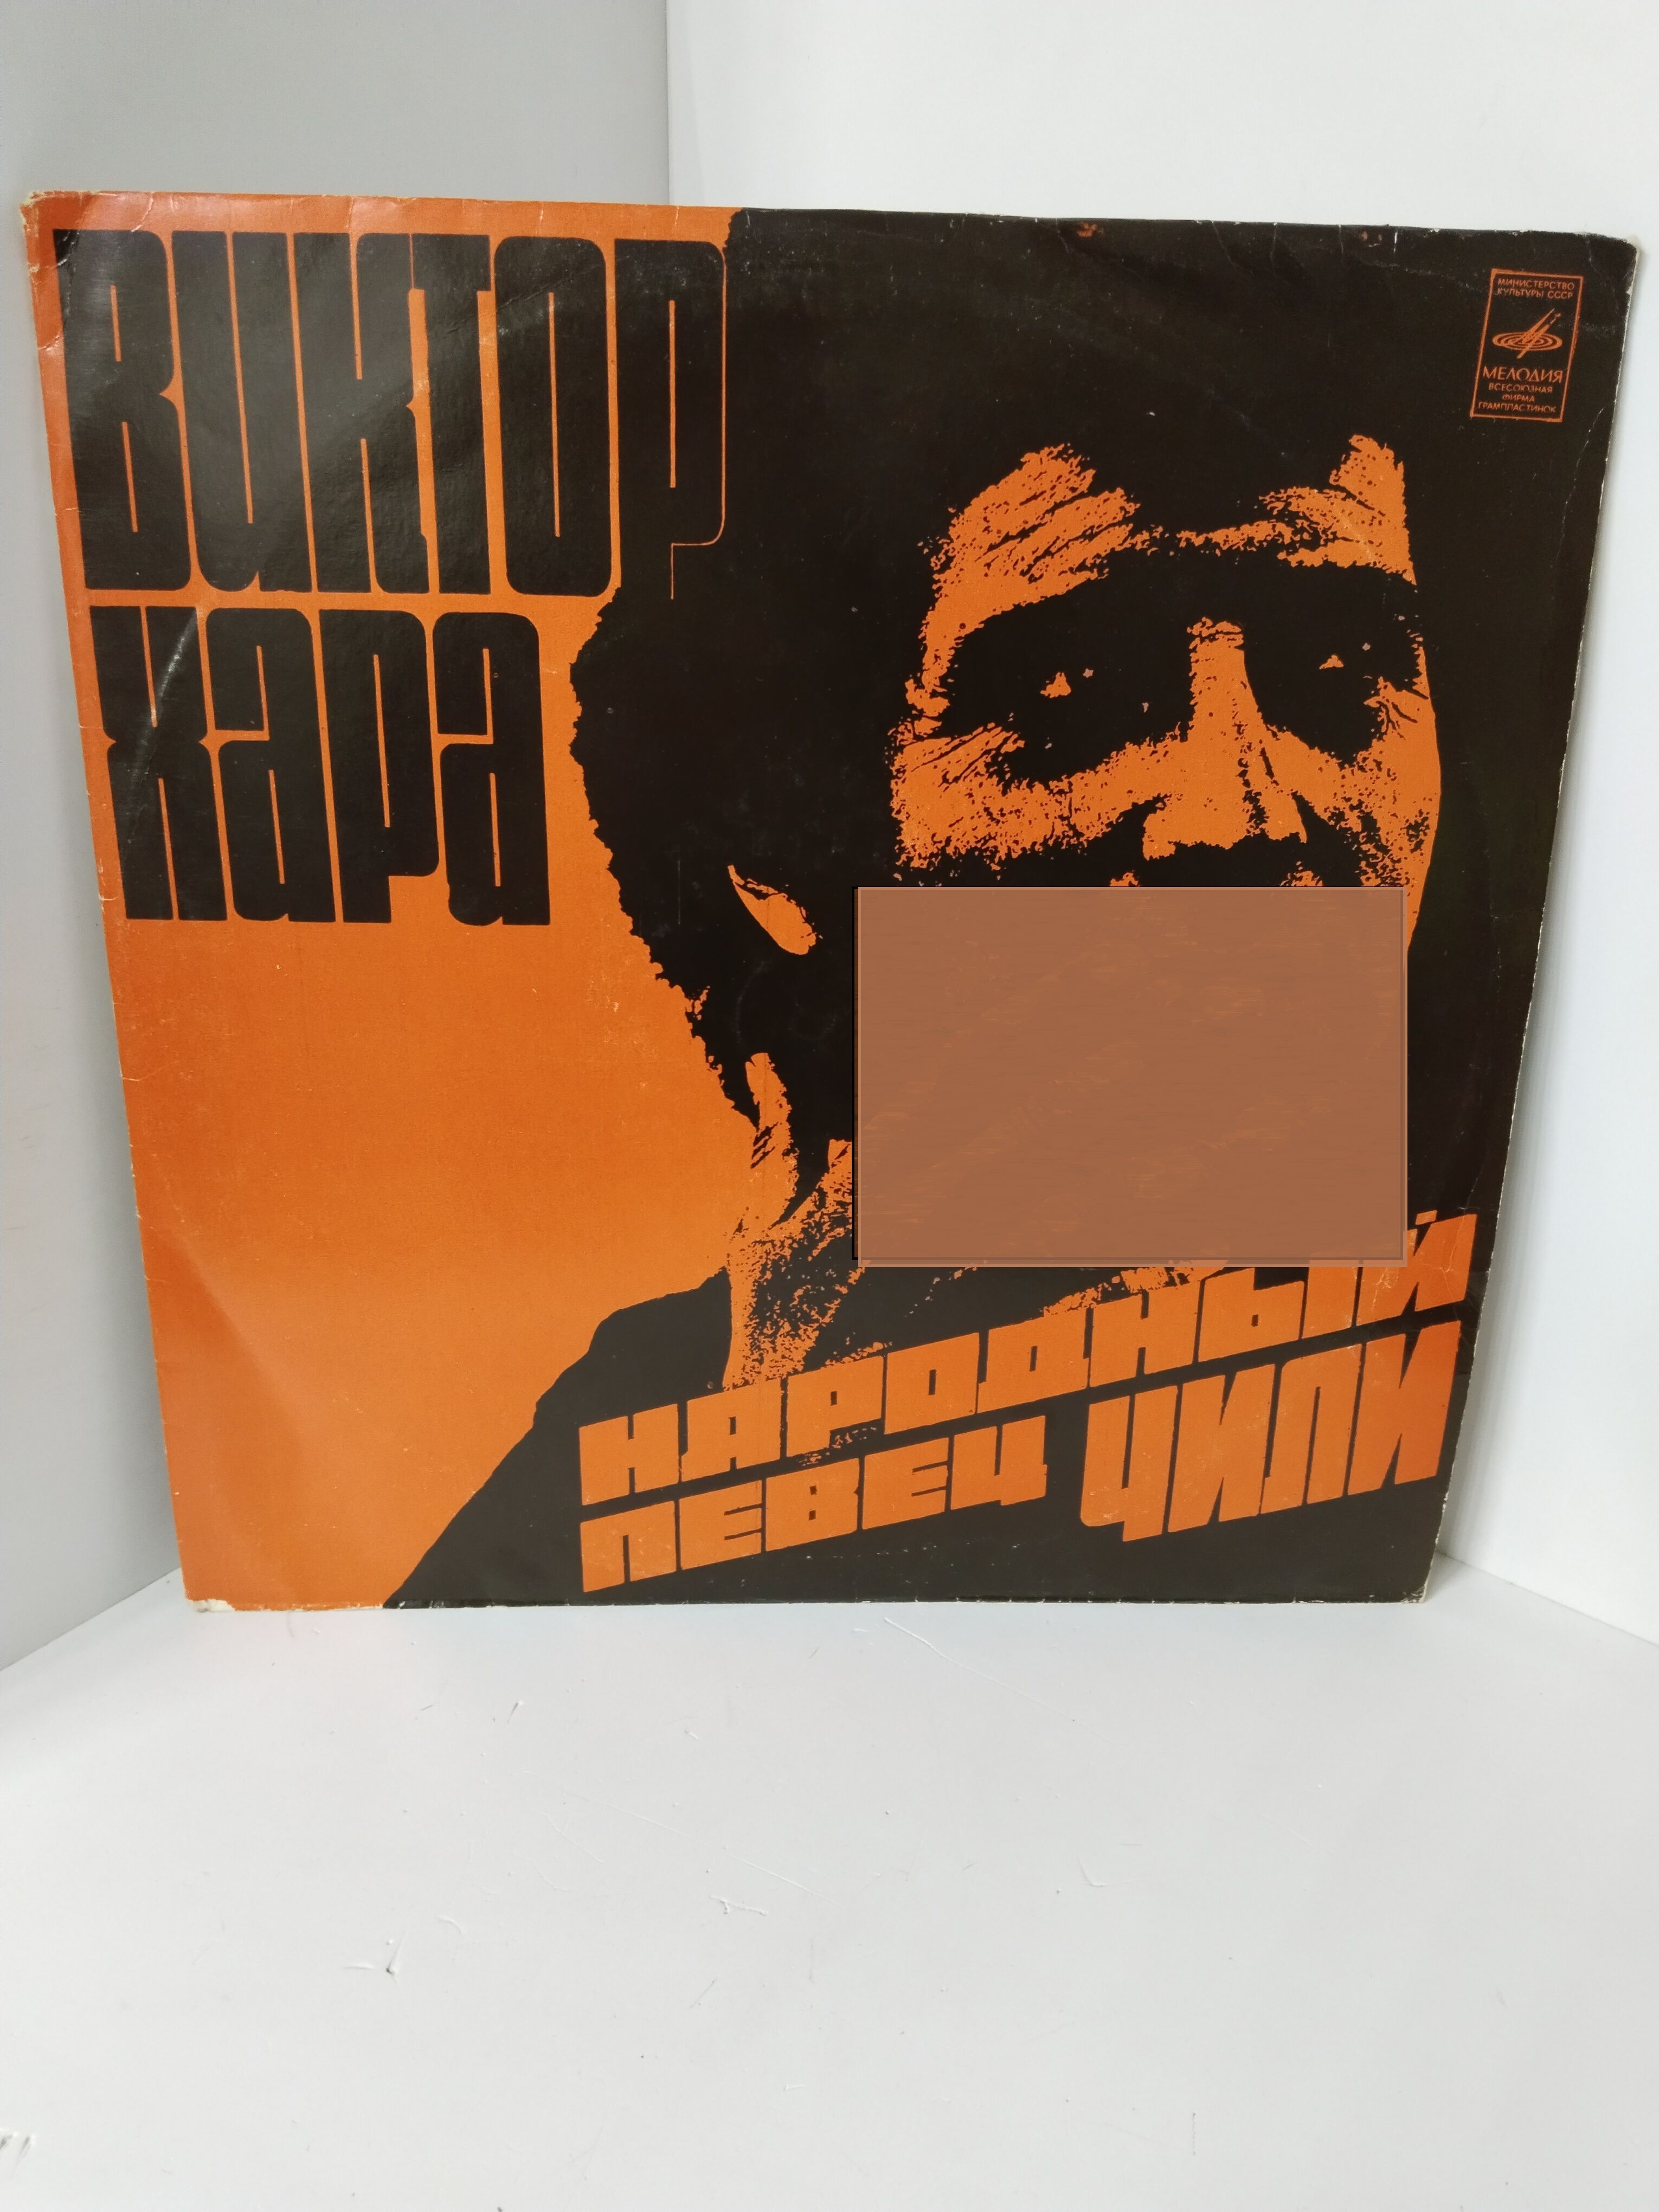 ВИКТОР
ХАРА
МИНИСТЕРСТВО
КУЛЬТУРЫ СССР
МЕЛОДИЯ
ВСЕСОЮЗНАЯ
ФИРМА
ГРАМПЛАСТИНОК
НАРОДНЫЙ
ПЕВЕЦ ЧИЛИ